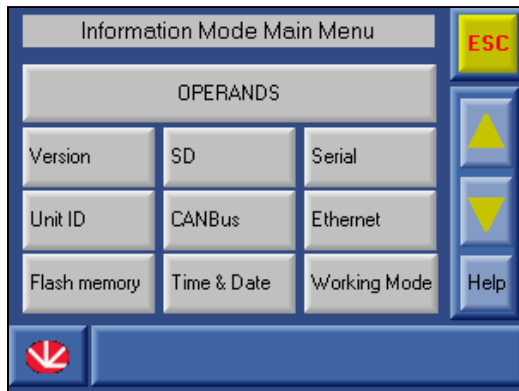 Information Mode Main Menu
ESC
OPERANDS
Version
SD
Serial
Unit ID
CANBus
Ethernet
Flash memory
Time & Date
Working Mode
Help